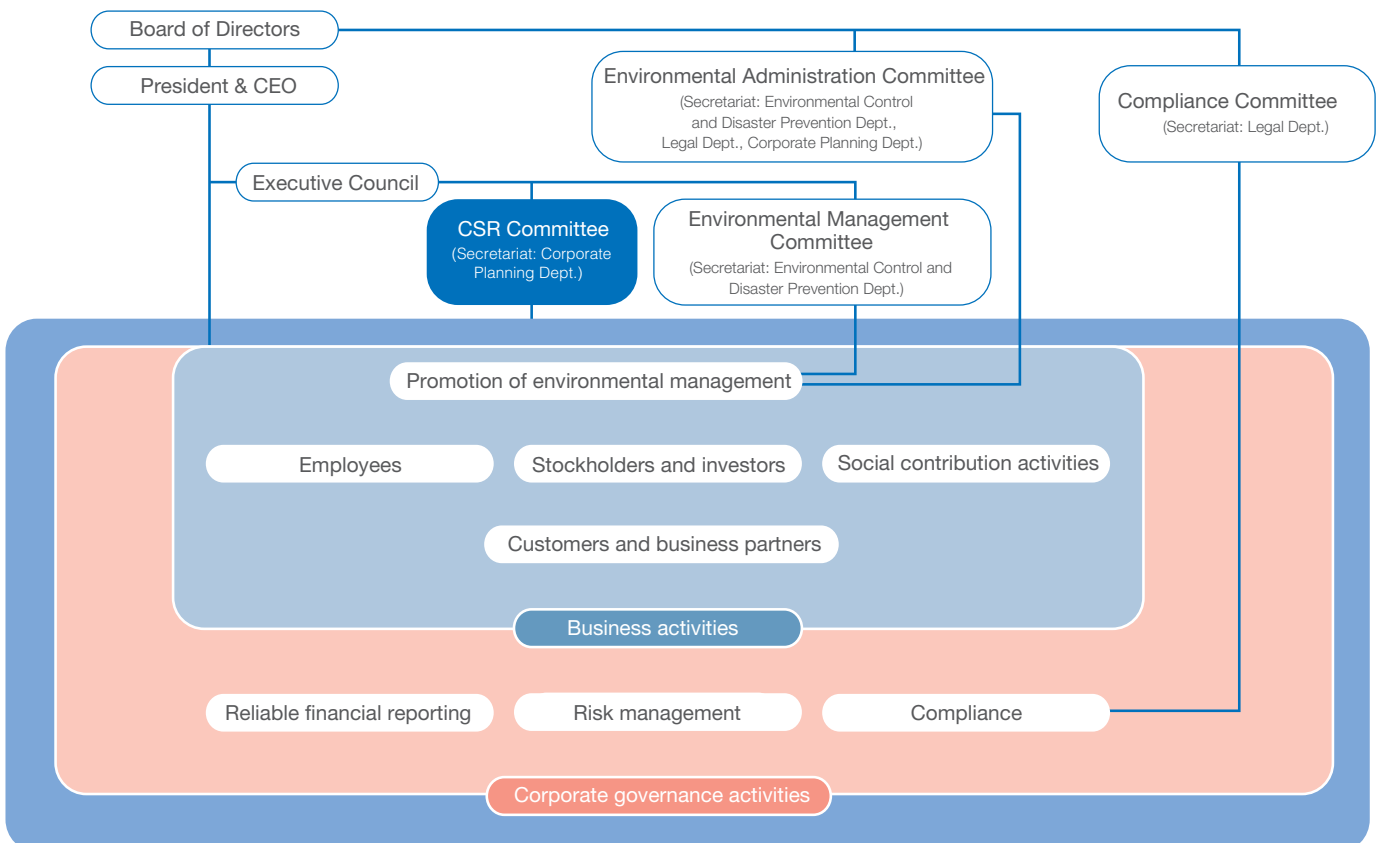 Board of Directors
President & CEO
Environmental Administration Committee
(Secretariat: Environmental Control
and Disaster Prevention Dept.,
Legal Dept., Corporate Planning Dept.)
Compliance Committee
(Secretariat: Legal Dept.)
Executive Council
CSR Committee
(Secretariat: Corporate
Planning Dept.)
Environmental Management
Committee
(Secretariat: Environmental Control and
Disaster Prevention Dept.)
Promotion of environmental management
Employees
Stockholders and investors
Social contribution activities
Customers and business partners
Business activities
Reliable financial reporting
Risk management
Compliance
Corporate governance activities